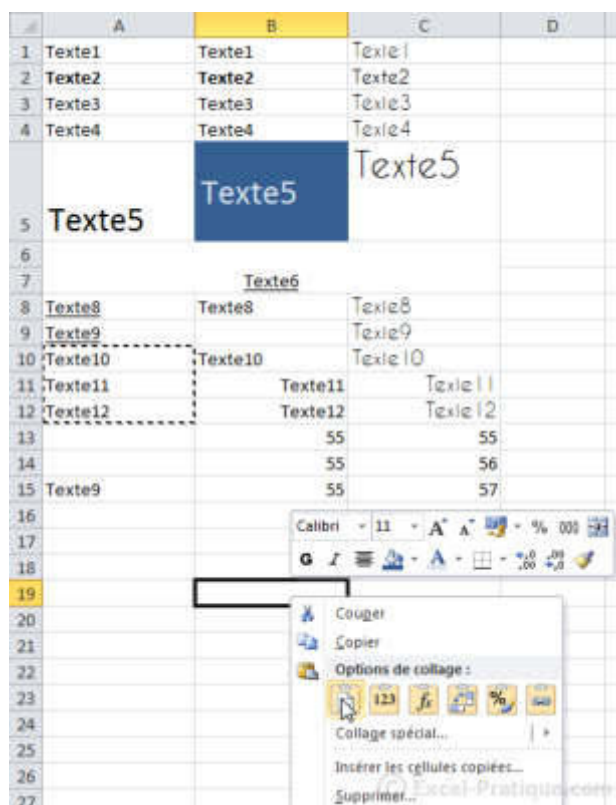 A B C D
1 Texte1 Texte1 Texte1
2 Texte2 Texte2 Texte2
3 Texte3 Texte3 Texte3
4 Texte4 Texte4 Texte4
5 Texte5 Texte5 Texte5
6
7 Texte6
8 Texte8 Texte8 Texte8
9 Texte9 Texte9
10 Texte10 Texte10 Texte10
11 Texte11 Texte11 Texte11
12 Texte12 Texte12 Texte12
13 55 55
14 55 56
15 Texte9 55 57
16 Calibri 11 A A % 000
17
18 G I A ,00 ,0
19
20 Couper
21 Copier
22 Options de collage :
23 123 fx %
24 Collage spécial...
25
26 Insérer les cellules copiées...
27 Supprimer...
(C) Excel-Pratique.com